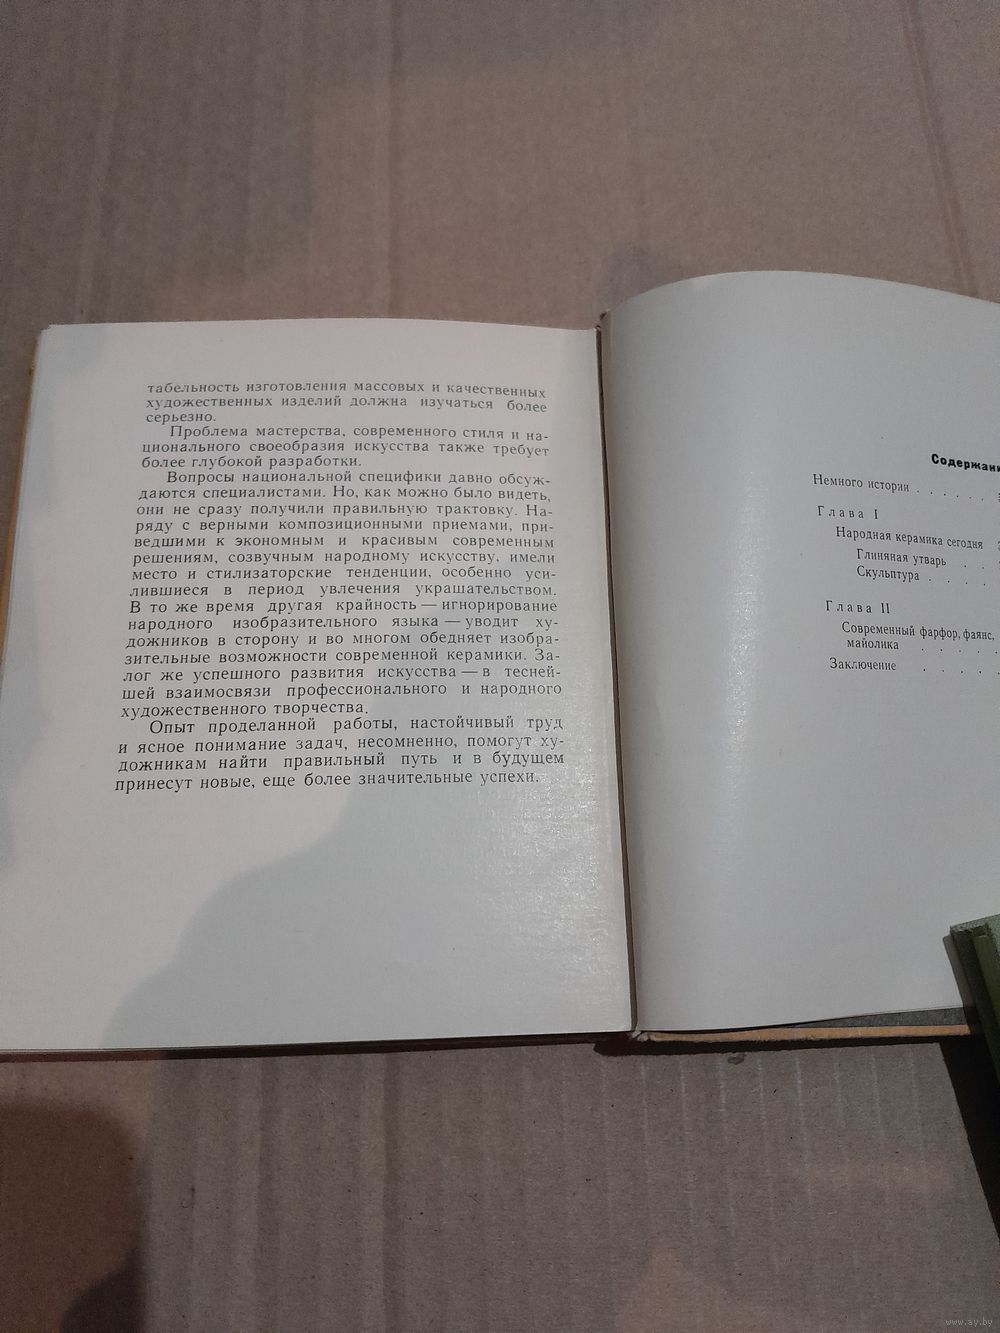 табельность изготовления массовых и качественных
художественных изделий должна изучаться более
серьезно.
Проблема мастерства, современного стиля и на-
ционального своеобразия искусства также требует
более глубокой разработки.
Вопросы национальной специфики давно обсуж-
даются специалистами. Но, как можно было видеть,
они не сразу получили правильную трактовку. На-
ряду с верными композиционными приемами, при-
ведшими к экономным и красивым современным
решениям, созвучным народному искусству, имели
место и стилизаторские тенденции, особенно уси-
лившиеся в период увлечения украшательством.
В то же время другая крайность — игнорирование
народного изобразительного языка — уводит ху-
дожников в сторону и во многом обедняет изобра-
зительные возможности современной керамики. За-
лог же успешного развития искусства — в тесней-
шей взаимосвязи профессионального и народного
художественного творчества.
Опыт проделанной работы, настойчивый труд
и ясное понимание задач, несомненно, помогут ху-
дожникам найти правильный путь и в будущем
принесут новые, еще более значительные успехи.
Содержани
Немного истории . . . . . .
Глава I
Народная керамика сегодня
Глиняная утварь . .
Скульптура . . . .
Глава II
Современный фарфор, фаянс,
майолика . . . . .
Заключение . . . .
www.ay.by